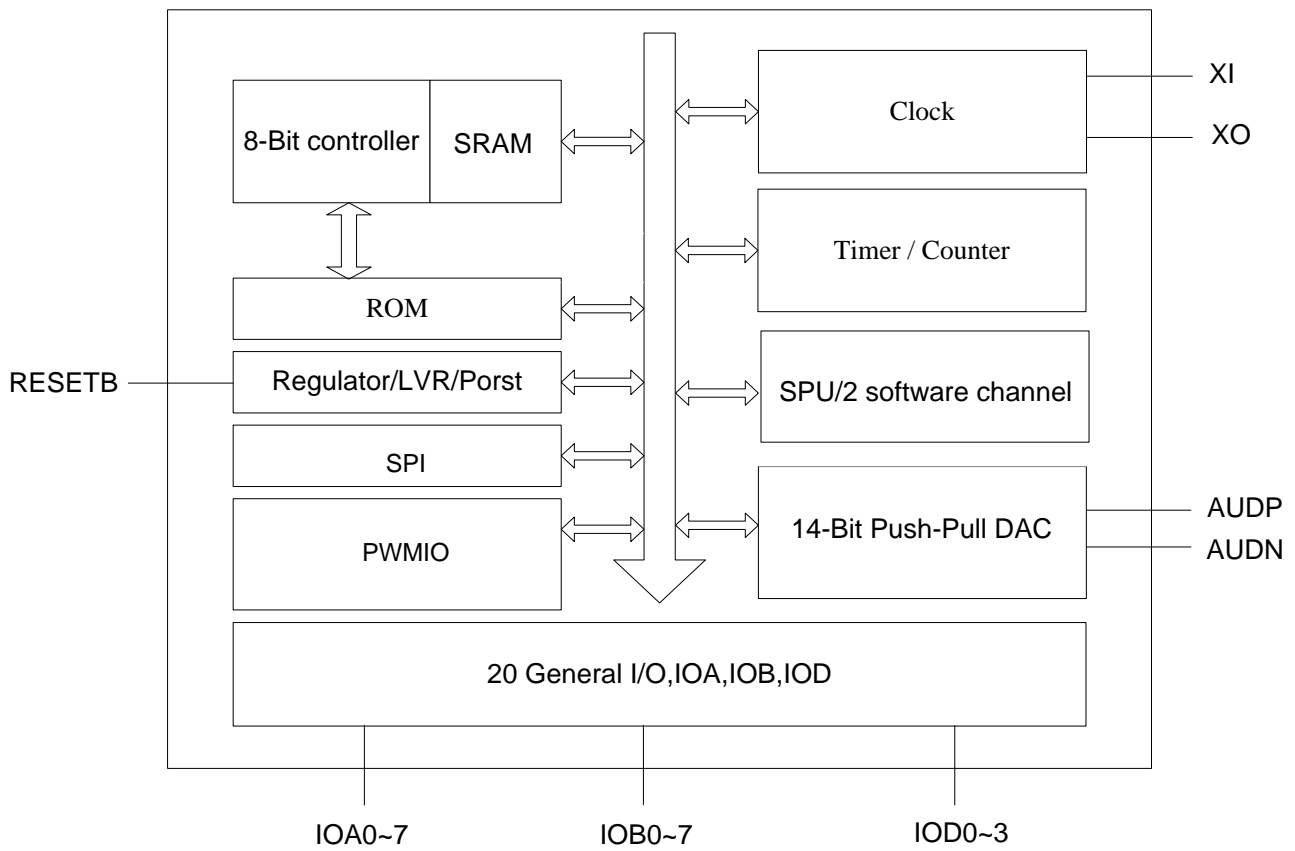 XI
Clock
XO
8-Bit controller
SRAM
Timer / Counter
ROM
RESETB
Regulator/LVR/Porst
SPU/2 software channel
SPI
AUDP
14-Bit Push-Pull DAC
AUDN
PWMIO
20 General I/O,IOA,IOB,IOD
IOA0~7
IOB0~7
IOD0~3